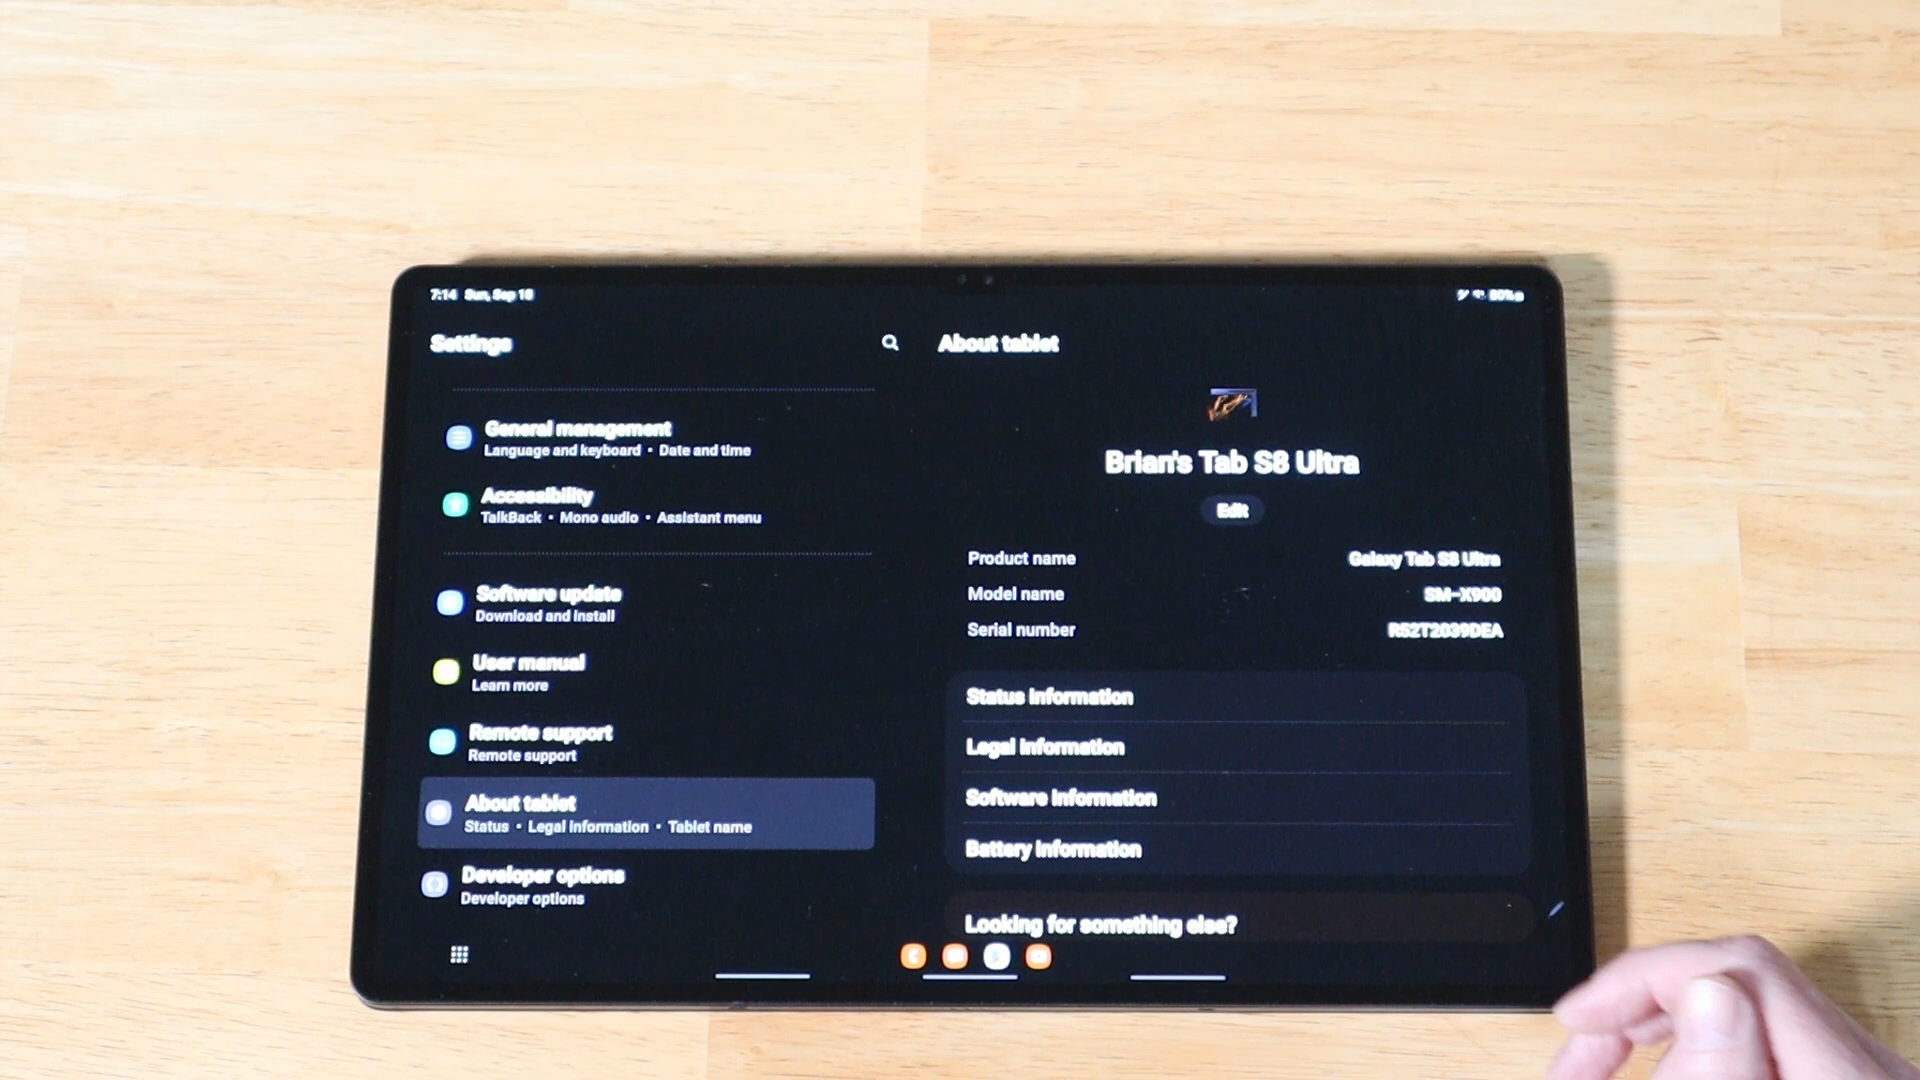 7:14 Sun, Sep 18
80%
Settings
General management
Language and keyboard • Date and time
Accessibility
TalkBack • Mono audio • Assistant menu
Software update
Download and install
User manual
Learn more
Remote support
Remote support
About tablet
Status • Legal information • Tablet name
Developer options
Developer options
About tablet
Brian's Tab S8 Ultra
Edit
Product name Galaxy Tab S8 Ultra
Model name SM-X900
Serial number R52T2039DEA
Status information
Legal information
Software information
Battery information
Looking for something else?